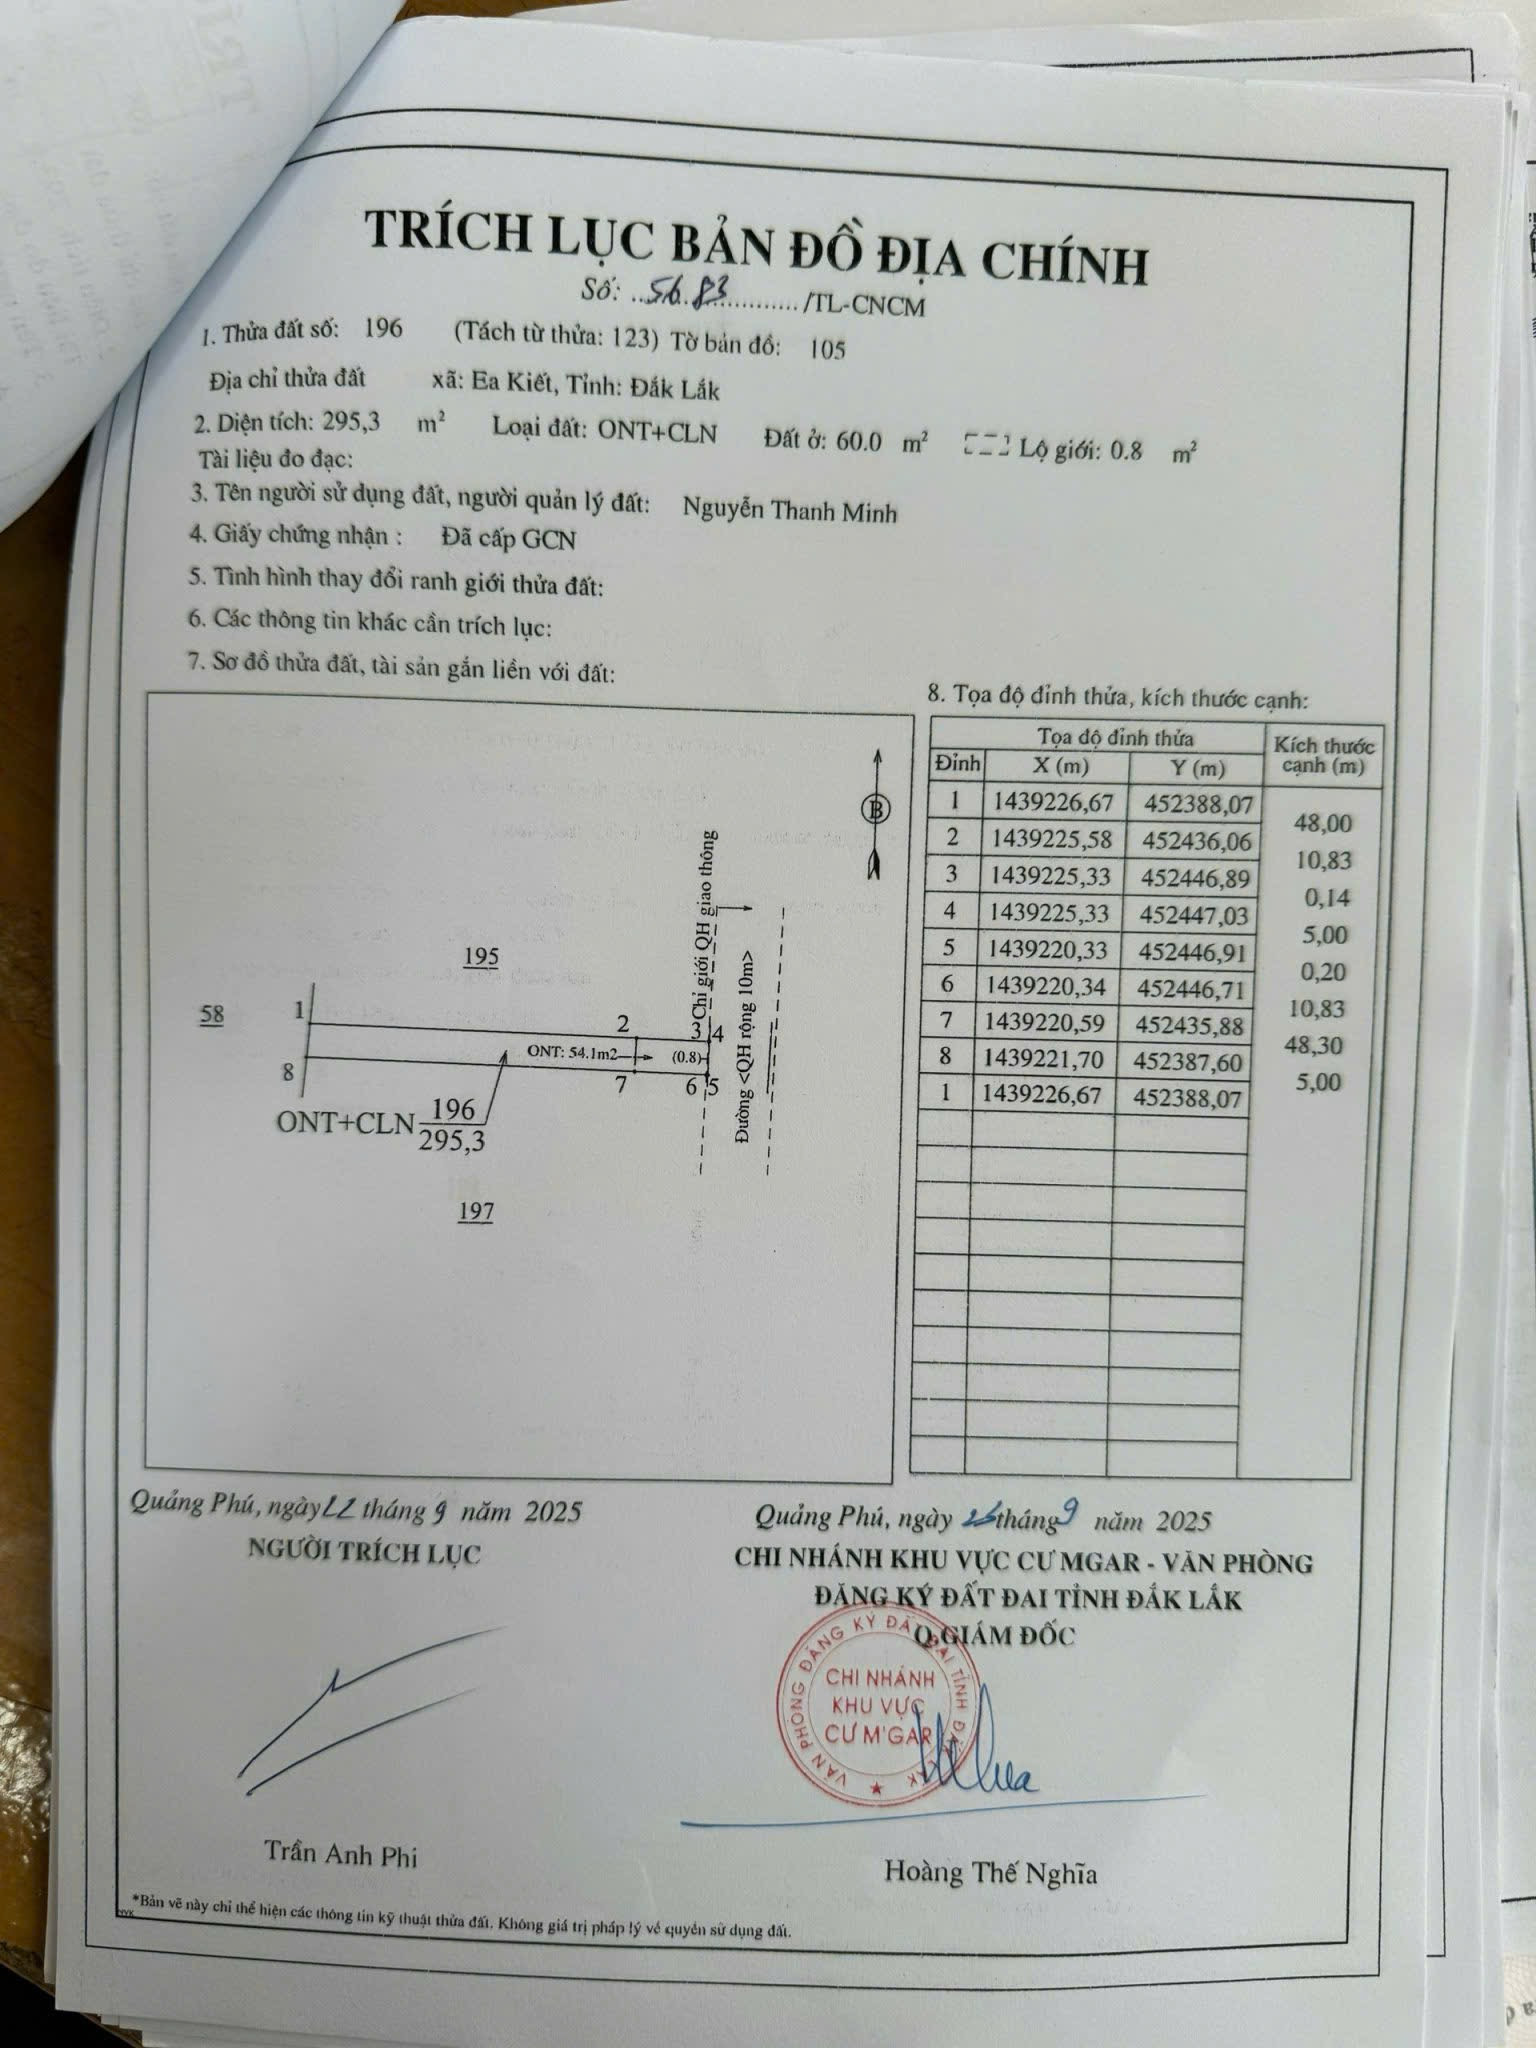 TRÍCH LỤC BẢN ĐỒ ĐỊA CHÍNH
Số: ..5683............/TL-CNCM
1. Thửa đất số: 196 (Tách từ thửa: 123) Tờ bản đồ: 105
Địa chỉ thửa đất xã: Ea Kiết, Tỉnh: Đắk Lắk
2. Diện tích: 295,3 m² Loại đất: ONT+CLN Đất ở: 60.0 m² Lộ giới: 0.8 m²
Tài liệu đo đạc:
3. Tên người sử dụng đất, người quản lý đất: Nguyễn Thanh Minh
4. Giấy chứng nhận : Đã cấp GCN
5. Tình hình thay đổi ranh giới thửa đất:
6. Các thông tin khác cần trích lục:
7. Sơ đồ thửa đất, tài sản gắn liền với đất:
B
Chỉ giới QH giao thông
Đường <QH rộng 10m>
195
58
1
2
3
4
ONT: 54.1m2
(0.8)
8
7
6
5
ONT+CLN 196
295,3
197
8. Tọa độ đỉnh thửa, kích thước cạnh:
Tọa độ đỉnh thửa Kích thước cạnh (m)
Đỉnh X (m) Y (m)
1 1439226,67 452388,07
48,00
2 1439225,58 452436,06
10,83
3 1439225,33 452446,89
0,14
4 1439225,33 452447,03
5,00
5 1439220,33 452446,91
0,20
6 1439220,34 452446,71
10,83
7 1439220,59 452435,88
48,30
8 1439221,70 452387,60
5,00
1 1439226,67 452388,07
Quảng Phú, ngày tháng 9 năm 2025
NGƯỜI TRÍCH LỤC
Trần Anh Phi
Quảng Phú, ngày tháng 9 năm 2025
CHI NHÁNH KHU VỰC CƯ MGAR - VĂN PHÒNG
ĐĂNG KÝ ĐẤT ĐAI TỈNH ĐẮK LẮK
Q.GIÁM ĐỐC
VĂN PHÒNG ĐĂNG KÝ ĐẤT ĐAI TỈNH ĐẮK LẮK
CHI NHÁNH
KHU VỰC
CƯ M'GAR
Hoàng Thế Nghĩa
*Bản vẽ này chỉ thể hiện các thông tin kỹ thuật thửa đất. Không giá trị pháp lý về quyền sử dụng đất.